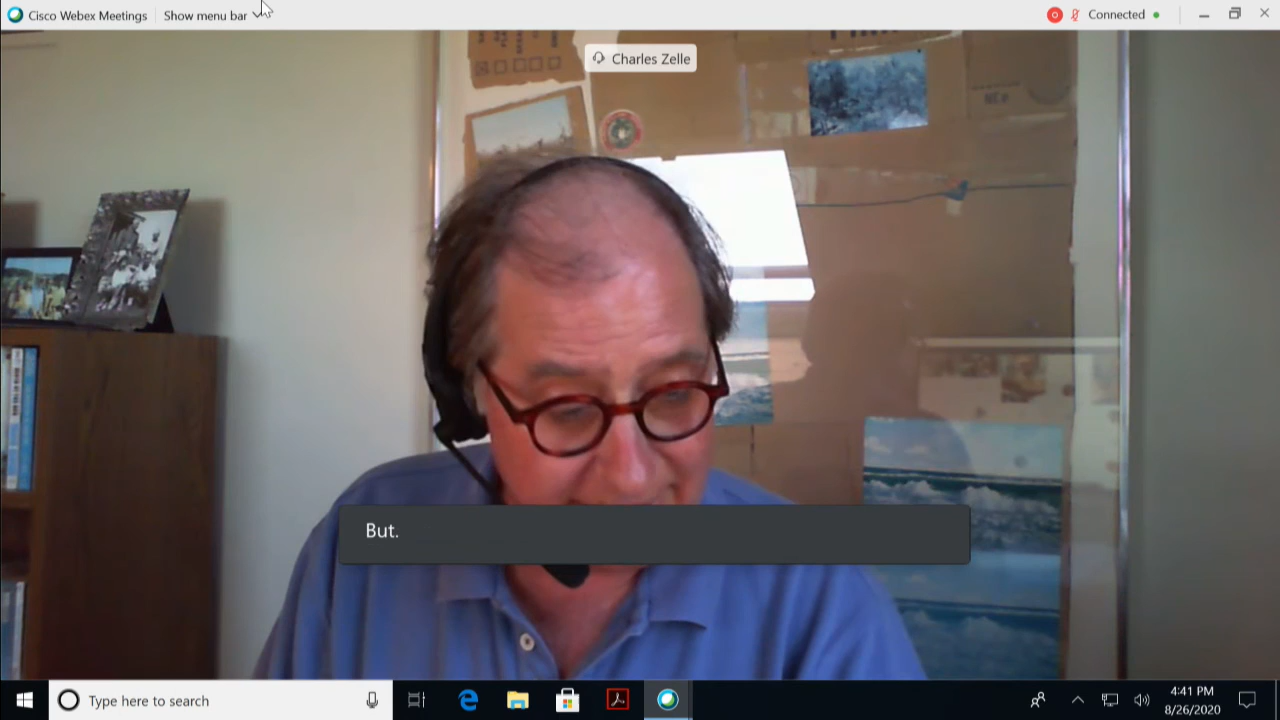 Cisco Webex Meetings
Show menu bar
Connected
Charles Zelle
But.
Type here to search
4:41 PM
8/26/2020